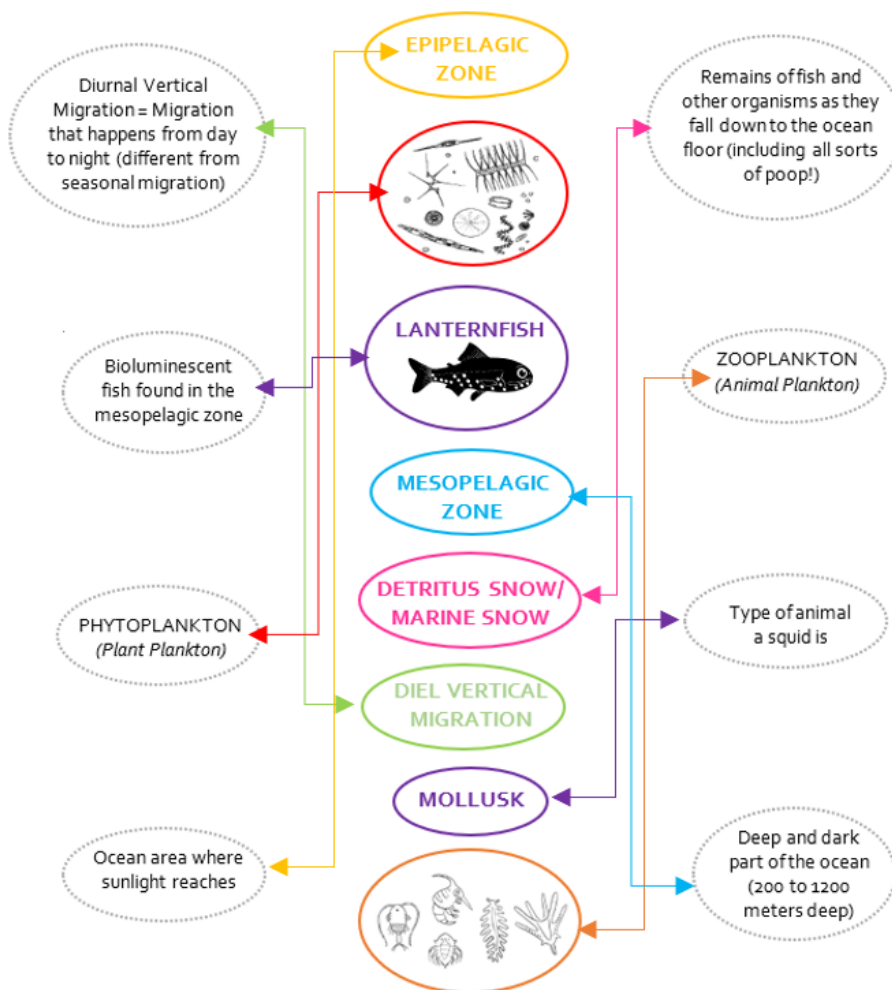 EPIPELAGIC
ZONE
Diurnal Vertical
Migration = Migration
that happens from day
to night (different from
seasonal migration)
Remains of fish and
other organisms as they
fall down to the ocean
floor (including all sorts
of poop!)
LANTERNFISH
Bioluminescent
fish found in the
mesopelagic zone
ZOOPLANKTON
(Animal Plankton)
MESOPELAGIC
ZONE
DETRITUS SNOW/
MARINE SNOW
PHYTOPLANKTON
(Plant Plankton)
Type of animal
a squid is
DIEL VERTICAL
MIGRATION
MOLLUSK
Ocean area where
sunlight reaches
Deep and dark
part of the ocean
(200 to 1200
meters deep)